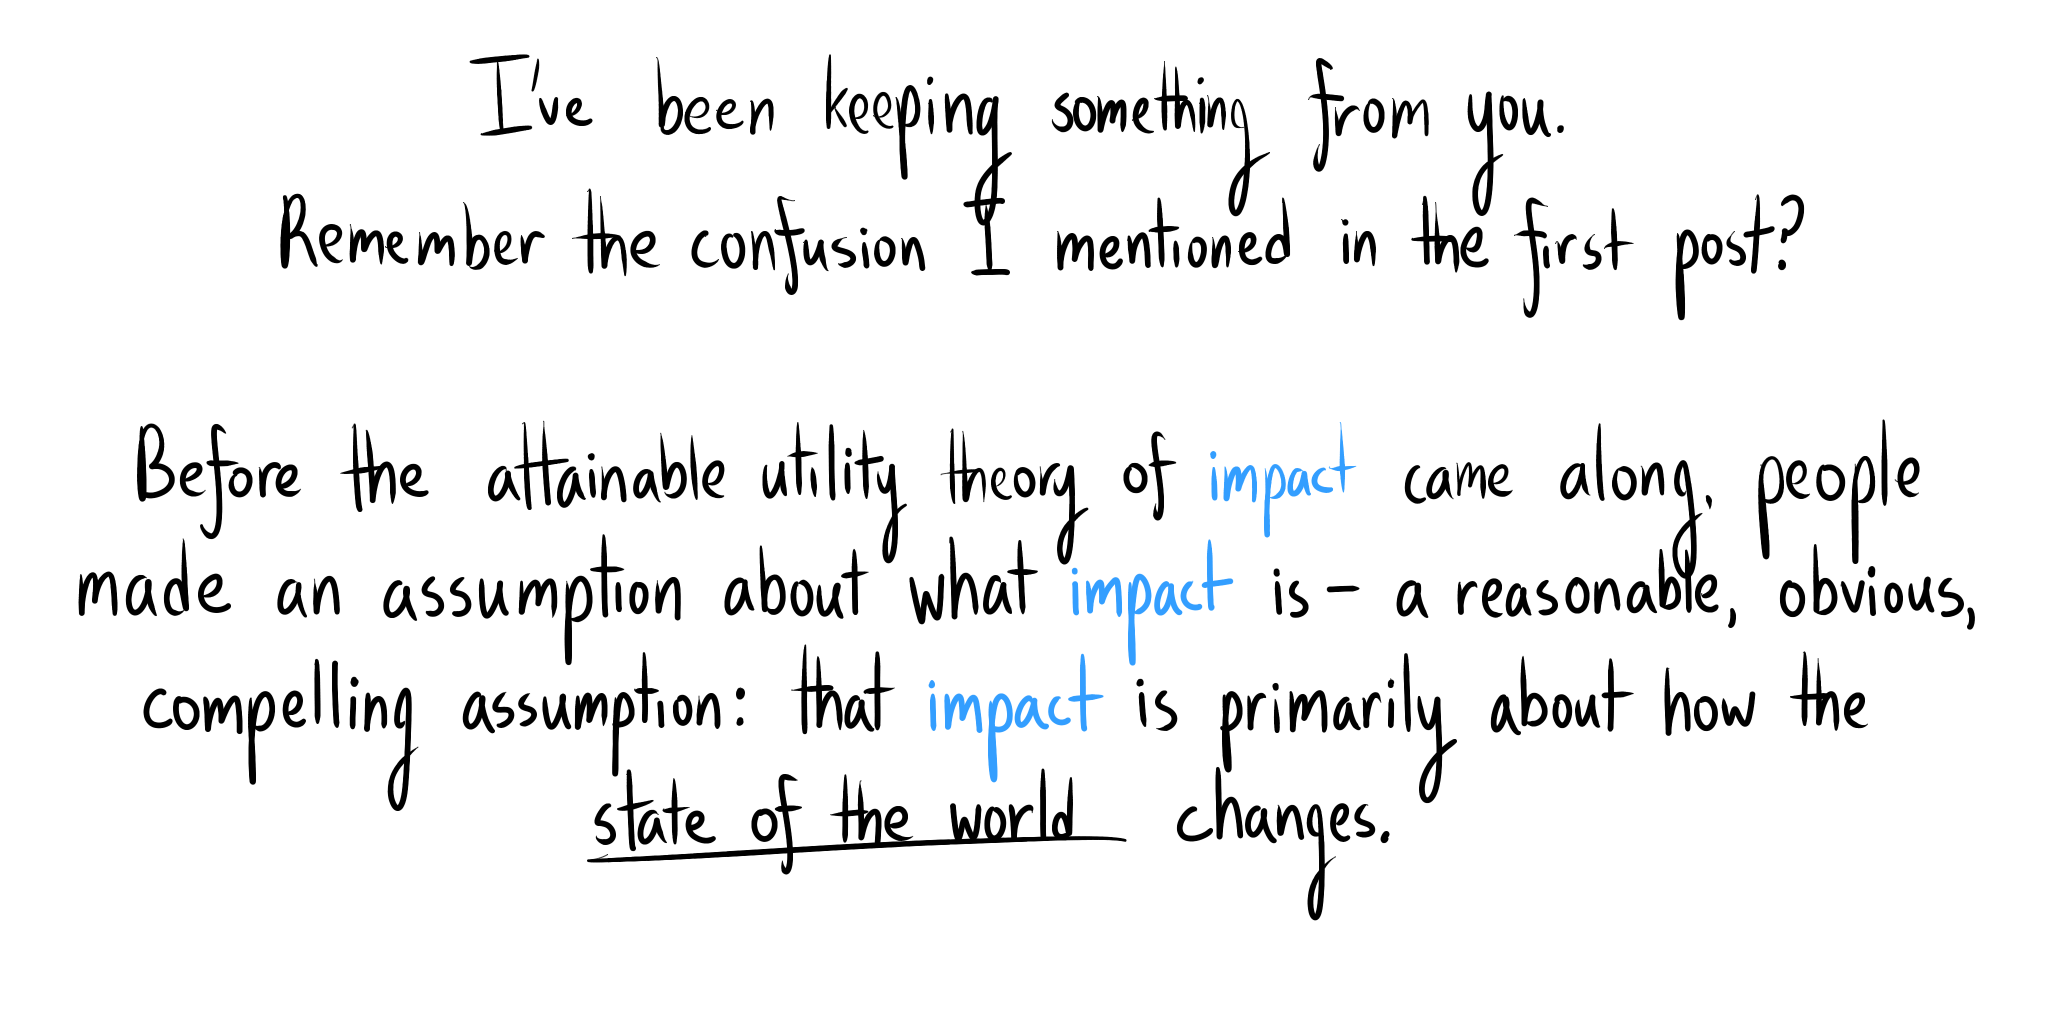 I've been keeping something from you.
Remember the confusion I mentioned in the first post?
Before the attainable utility theory of impact came along, people
made an assumption about what impact is – a reasonable, obvious,
compelling assumption: that impact is primarily about how the
state of the world changes.